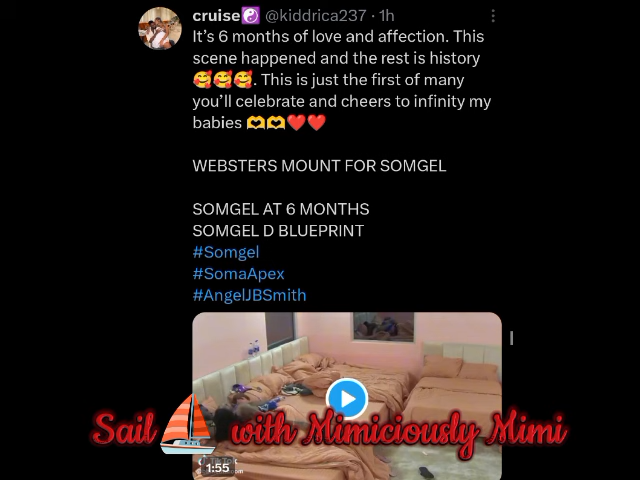 cruise☯️ @kiddrica237 · 1h
It's 6 months of love and affection. This
scene happened and the rest is history
🥰🥰🥰. This is just the first of many
you'll celebrate and cheers to infinity my
babies 🫶🫶❤️❤️
WEBSTERS MOUNT FOR SOMGEL
SOMGEL AT 6 MONTHS
SOMGEL D BLUEPRINT
#Somgel
#SomaApex
#AngelJBSmith
Sail ⛵ with Mimiciously Mimi
1:55